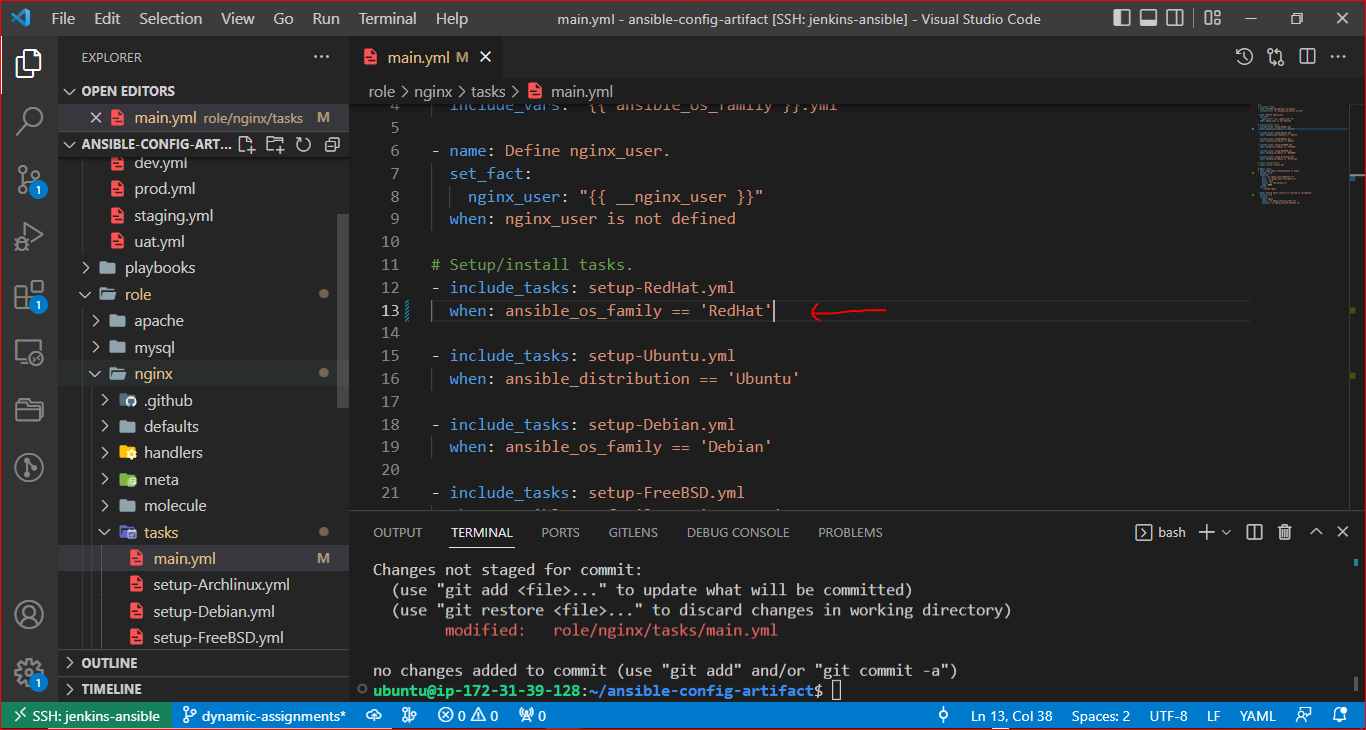 File Edit Selection View Go Run Terminal Help main.yml - ansible-config-artifact [SSH: jenkins-ansible] - Visual Studio Code
EXPLORER
OPEN EDITORS
main.yml role/nginx/tasks M
ANSIBLE-CONFIG-ART...
dev.yml
prod.yml
staging.yml
uat.yml
playbooks
role
apache
mysql
nginx
.github
defaults
handlers
meta
molecule
tasks
main.yml M
setup-Archlinux.yml
setup-Debian.yml
setup-FreeBSD.yml
OUTLINE
TIMELINE
1
1
1
main.yml M
role > nginx > tasks > main.yml
4 include_vars: "{{ ansible_os_family }}.yml"
5
6 - name: Define nginx_user.
7 set_fact:
8 nginx_user: "{{ __nginx_user }}"
9 when: nginx_user is not defined
10
11 # Setup/install tasks.
12 - include_tasks: setup-RedHat.yml
13 when: ansible_os_family == 'RedHat'
14
15 - include_tasks: setup-Ubuntu.yml
16 when: ansible_distribution == 'Ubuntu'
17
18 - include_tasks: setup-Debian.yml
19 when: ansible_os_family == 'Debian'
20
21 - include_tasks: setup-FreeBSD.yml
OUTPUT TERMINAL PORTS GITLENS DEBUG CONSOLE PROBLEMS bash
Changes not staged for commit:
(use "git add <file>..." to update what will be committed)
(use "git restore <file>..." to discard changes in working directory)
modified: role/nginx/tasks/main.yml
no changes added to commit (use "git add" and/or "git commit -a")
ubuntu@ip-172-31-39-128:~/ansible-config-artifact$
SSH: jenkins-ansible dynamic-assignments* 0 0 0 Ln 13, Col 38 Spaces: 2 UTF-8 LF YAML